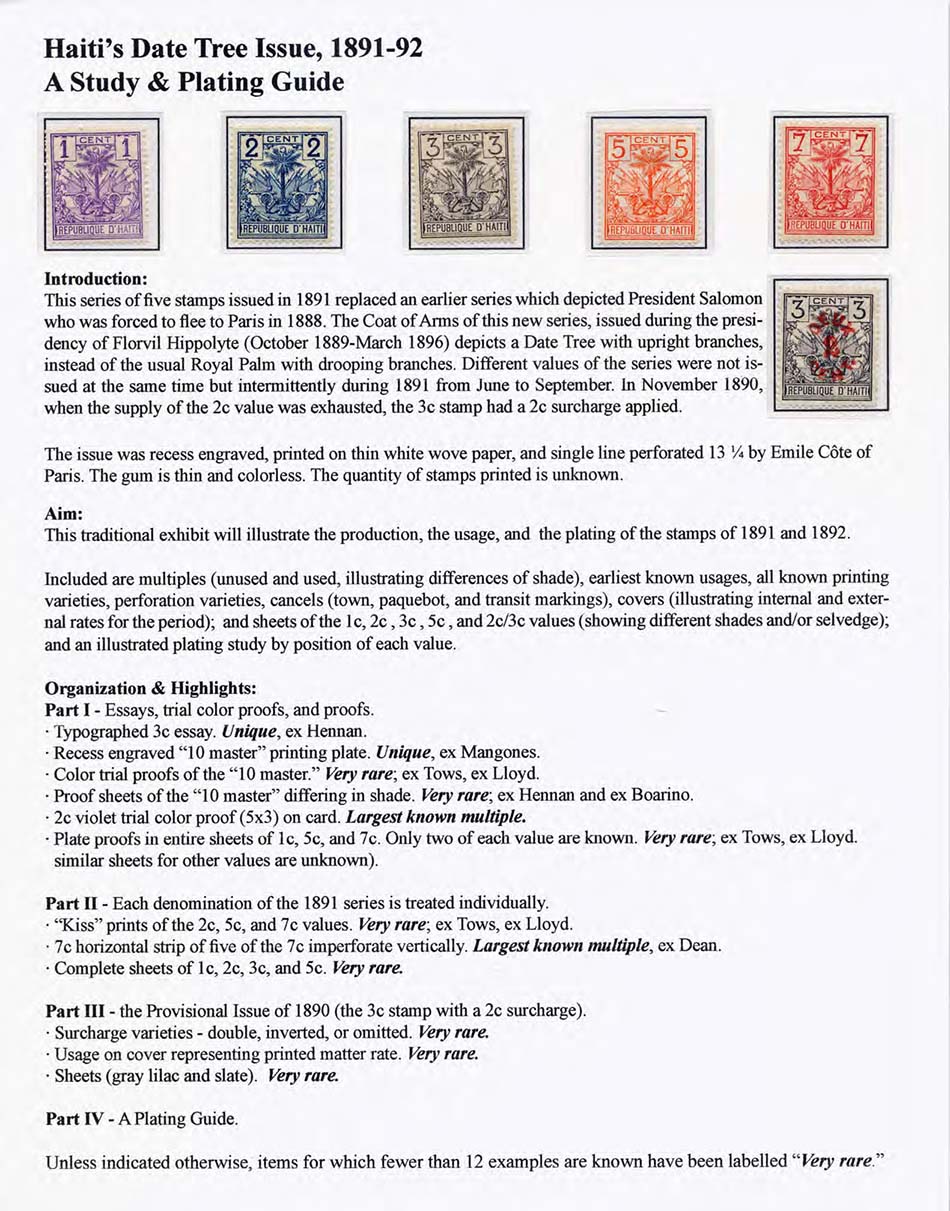 Haiti's Date Tree Issue, 1891-92
A Study & Plating Guide
1 CENT 1
REPUBLIQUE D'HAITI
2 CENT 2
REPUBLIQUE D'HAITI
3 CENT 3
REPUBLIQUE D'HAITI
5 CENT 5
REPUBLIQUE D'HAITI
7 CENT 7
REPUBLIQUE D'HAITI
Introduction:
This series of five stamps issued in 1891 replaced an earlier series which depicted President Salomon
who was forced to flee to Paris in 1888. The Coat of Arms of this new series, issued during the presi-
dency of Florvil Hippolyte (October 1889-March 1896) depicts a Date Tree with upright branches,
instead of the usual Royal Palm with drooping branches. Different values of the series were not is-
sued at the same time but intermittently during 1891 from June to September. In November 1890,
when the supply of the 2c value was exhausted, the 3c stamp had a 2c surcharge applied.
3 CENT 3
2
REPUBLIQUE D'HAITI
The issue was recess engraved, printed on thin white wove paper, and single line perforated 13 ¼ by Emile Côte of
Paris. The gum is thin and colorless. The quantity of stamps printed is unknown.
Aim:
This traditional exhibit will illustrate the production, the usage, and the plating of the stamps of 1891 and 1892.
Included are multiples (unused and used, illustrating differences of shade), earliest known usages, all known printing
varieties, perforation varieties, cancels (town, paquebot, and transit markings), covers (illustrating internal and exter-
nal rates for the period); and sheets of the 1c, 2c , 3c , 5c , and 2c/3c values (showing different shades and/or selvedge);
and an illustrated plating study by position of each value.
Organization & Highlights:
Part I - Essays, trial color proofs, and proofs.
· Typographed 3c essay. Unique, ex Hennan.
· Recess engraved "10 master" printing plate. Unique, ex Mangones.
· Color trial proofs of the "10 master." Very rare; ex Tows, ex Lloyd.
· Proof sheets of the "10 master" differing in shade. Very rare; ex Hennan and ex Boarino.
· 2c violet trial color proof (5x3) on card. Largest known multiple.
· Plate proofs in entire sheets of 1c, 5c, and 7c. Only two of each value are known. Very rare; ex Tows, ex Lloyd.
similar sheets for other values are unknown).
Part II - Each denomination of the 1891 series is treated individually.
· "Kiss" prints of the 2c, 5c, and 7c values. Very rare; ex Tows, ex Lloyd.
· 7c horizontal strip of five of the 7c imperforate vertically. Largest known multiple, ex Dean.
· Complete sheets of 1c, 2c, 3c, and 5c. Very rare.
Part III - the Provisional Issue of 1890 (the 3c stamp with a 2c surcharge).
· Surcharge varieties - double, inverted, or omitted. Very rare.
· Usage on cover representing printed matter rate. Very rare.
· Sheets (gray lilac and slate). Very rare.
Part IV - A Plating Guide.
Unless indicated otherwise, items for which fewer than 12 examples are known have been labelled "Very rare."